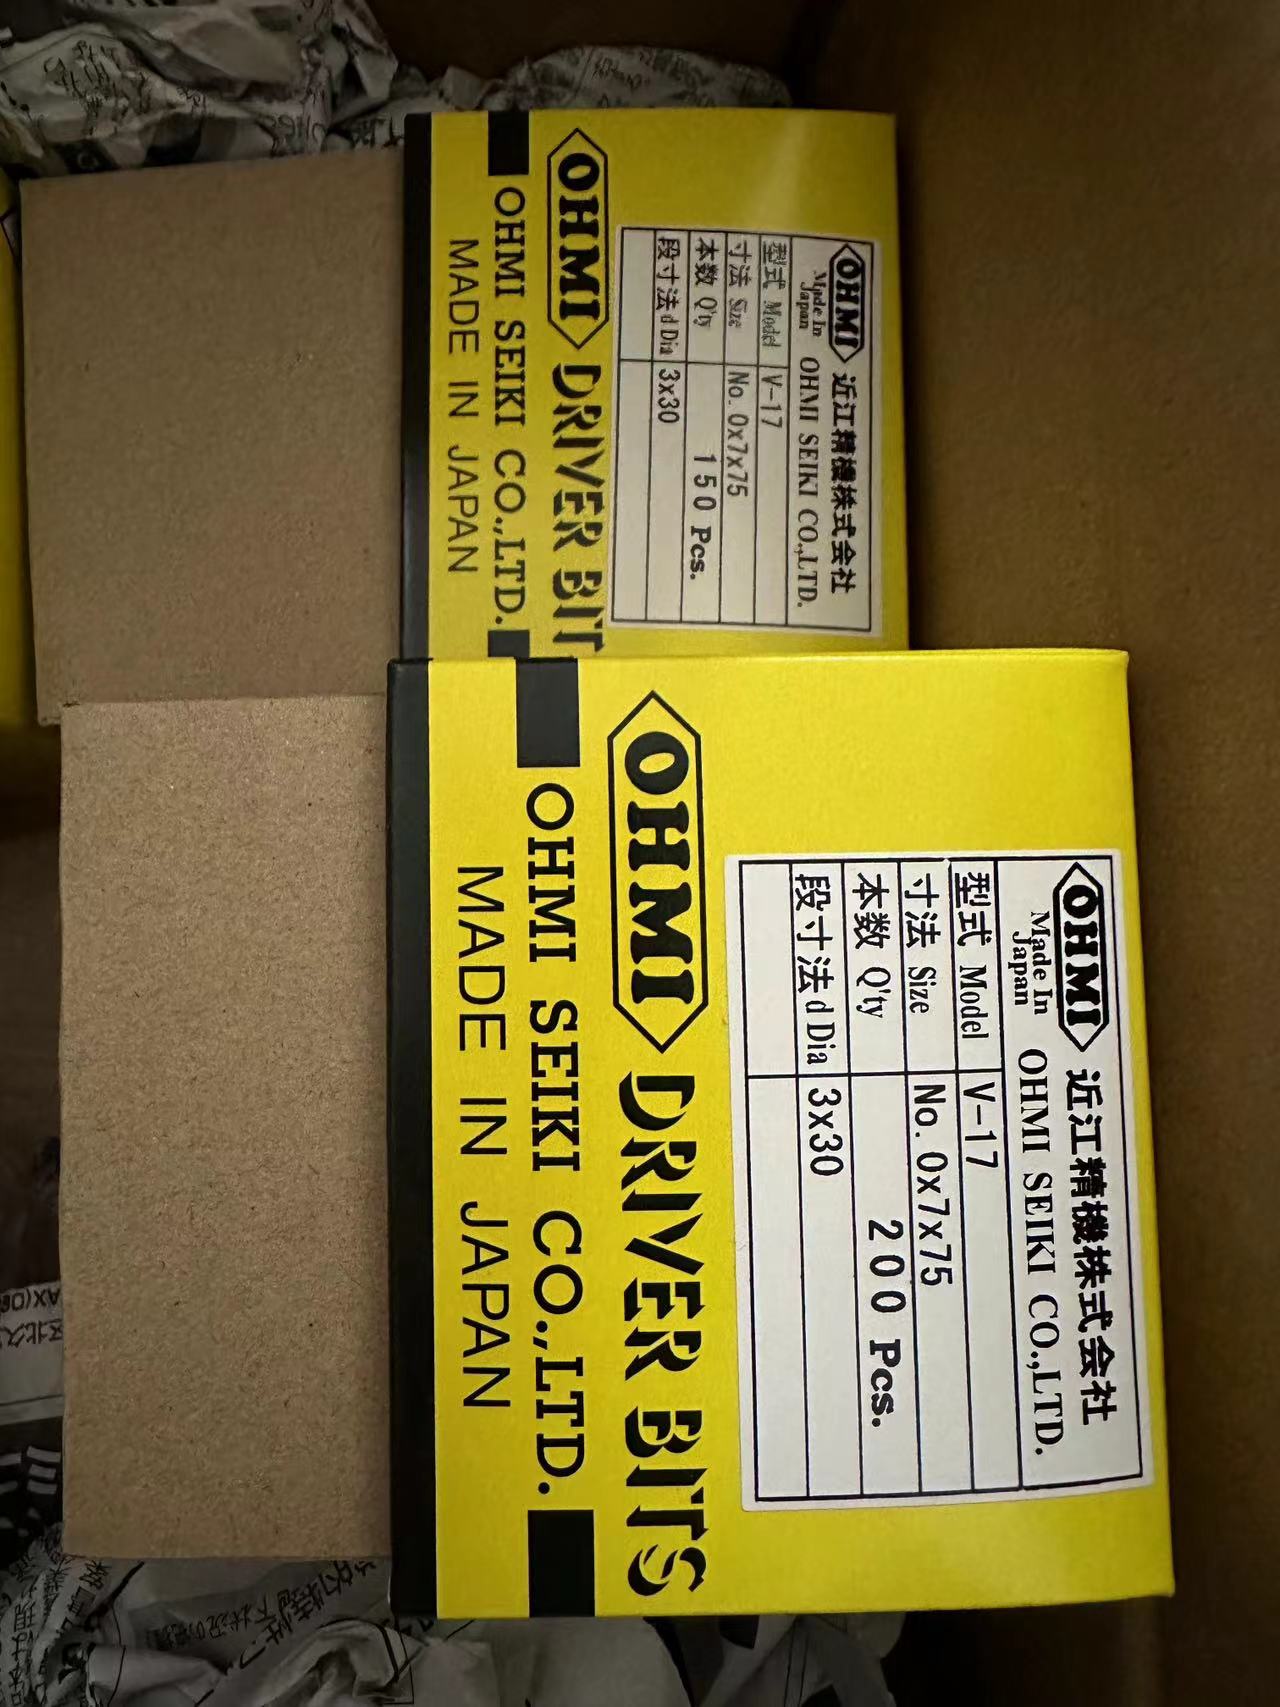 OHMI 近江精機株式会社
Made In Japan OHMI SEIKI CO.,LTD.
型式 Model V-17
寸法 Size No. 0x7x75
本数 Q'ty 150 Pcs.
段寸法 d Dia 3x30
OHMI DRIVER BIT
OHMI SEIKI CO.,LTD.
MADE IN JAPAN
OHMI 近江精機株式会社
Made In Japan OHMI SEIKI CO.,LTD.
型式 Model V-17
寸法 Size No. 0x7x75
本数 Q'ty 200 Pcs.
段寸法 d Dia 3x30
OHMI DRIVER BITS
OHMI SEIKI CO.,LTD.
MADE IN JAPAN